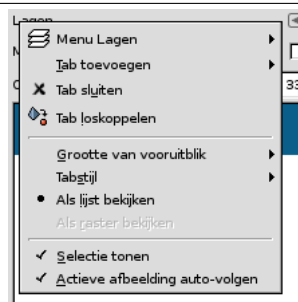 Lagen
Menu Lagen
Tab toevoegen
Tab sluiten
Tab loskoppelen
33
Grootte van vooruitblik
Tabstijl
Als lijst bekijken
Als raster bekijken
Selectie tonen
Actieve afbeelding auto-volgen